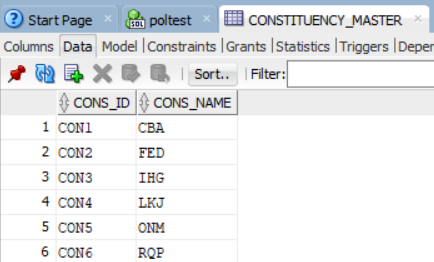 Start Page × poltest × CONSTITUENCY_MASTER ×
Columns Data Model Constraints Grants Statistics Triggers Deper
Sort.. Filter:
CONS_ID CONS_NAME
1 CON1 CBA
2 CON2 FED
3 CON3 IHG
4 CON4 LKJ
5 CON5 ONM
6 CON6 RQP